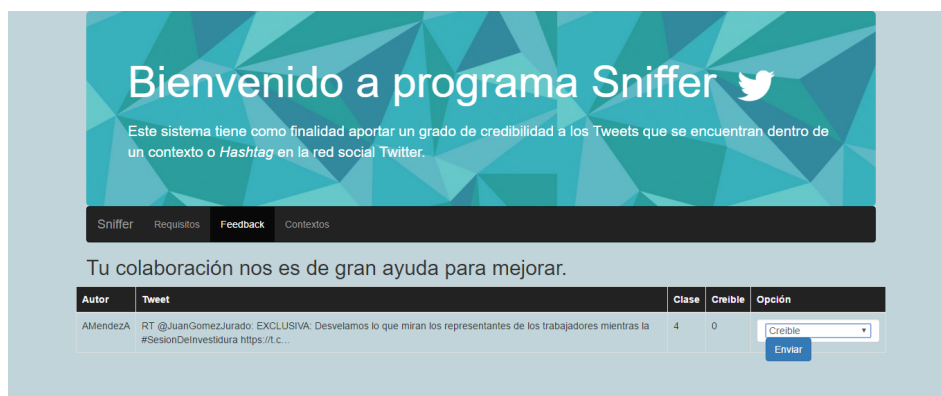 Bienvenido a programa Sniffer
Este sistema tiene como finalidad aportar un grado de credibilidad a los Tweets que se encuentran dentro de
un contexto o Hashtag en la red social Twitter.
Sniffer Requisitos Feedback Contextos
Tu colaboración nos es de gran ayuda para mejorar.
Autor Tweet Clase Creible Opción
AMendezA RT @JuanGomezJurado: EXCLUSIVA: Desvelamos lo que miran los representantes de los trabajadores mientras la 4 0 Creible
#SesionDeInvestidura https://t.c...
Enviar